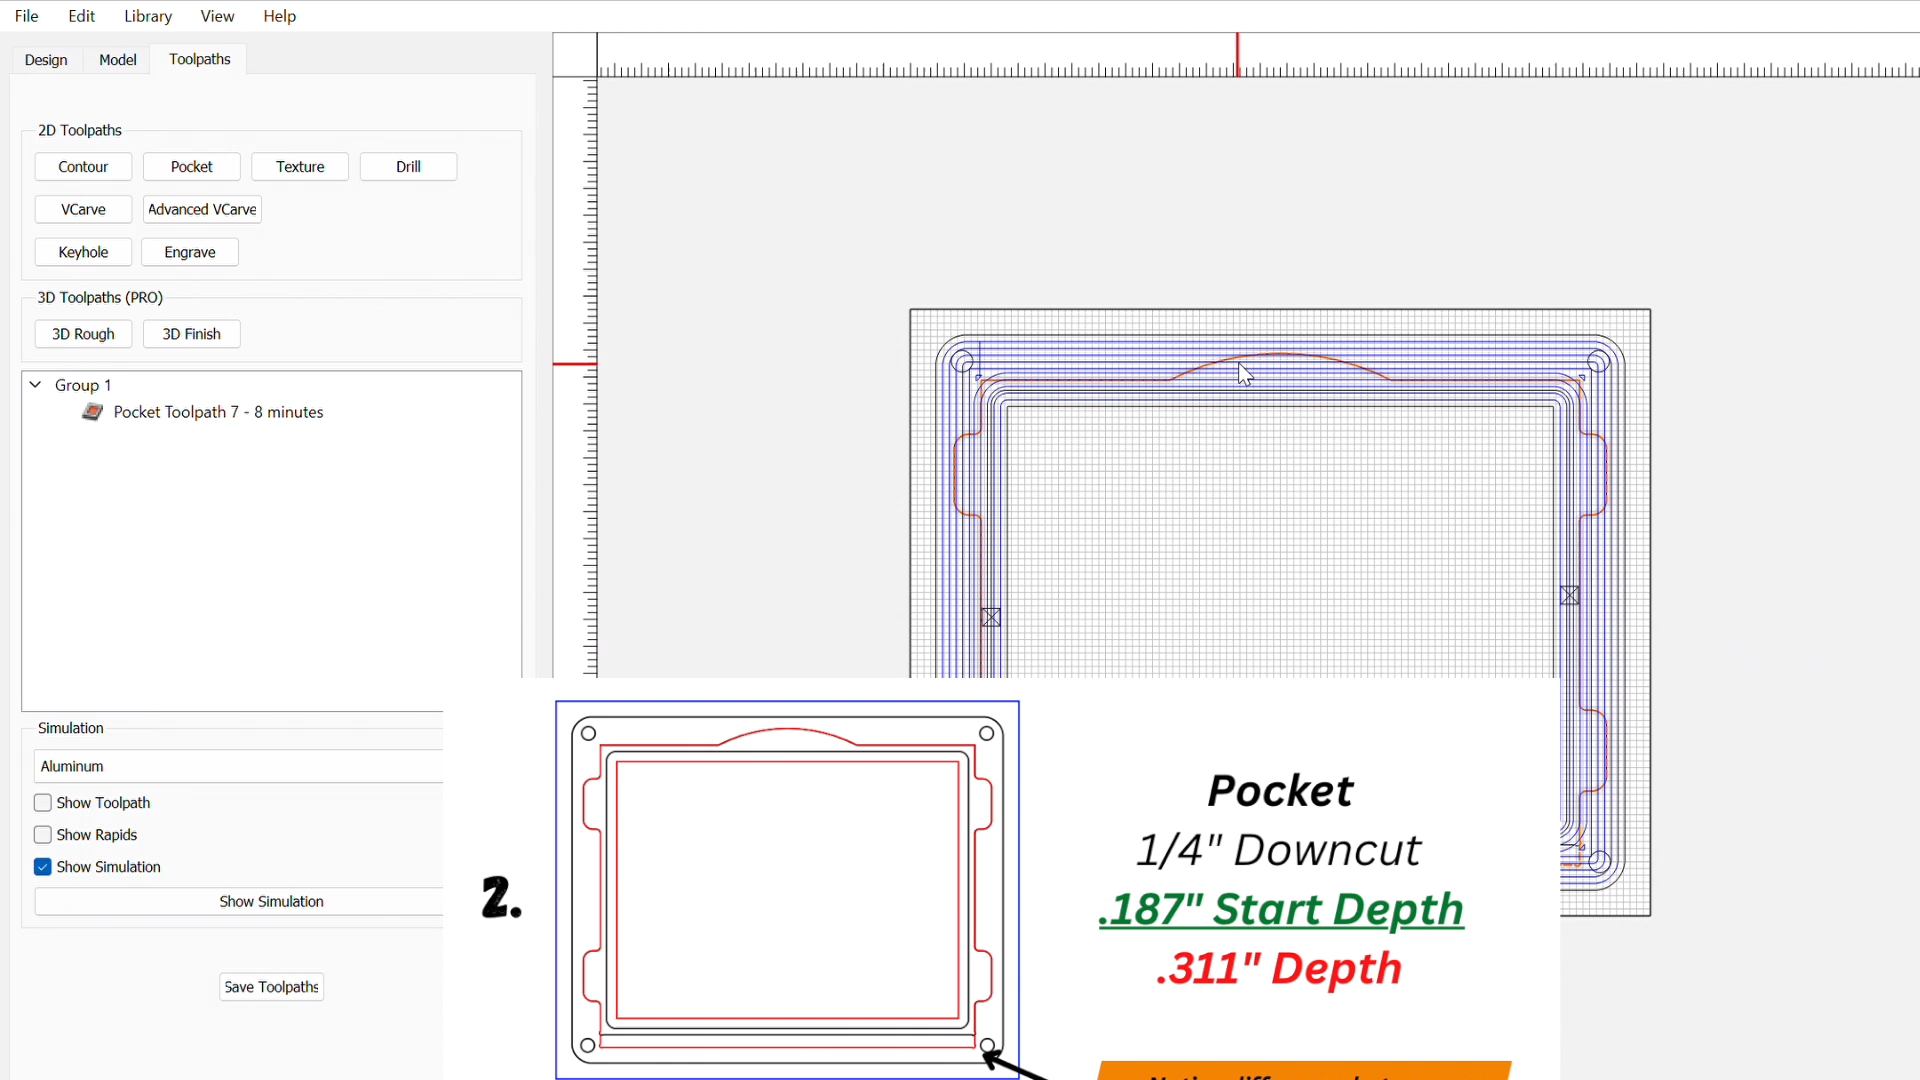 File Edit Library View Help
Design Model Toolpaths
2D Toolpaths
Contour Pocket Texture Drill
VCarve Advanced VCarve
Keyhole Engrave
3D Toolpaths (PRO)
3D Rough 3D Finish
Group 1
Pocket Toolpath 7 - 8 minutes
Simulation
Aluminum
Show Toolpath
Show Rapids
Show Simulation
Show Simulation
Save Toolpaths
2.
Pocket
1/4" Downcut
.187" Start Depth
.311" Depth